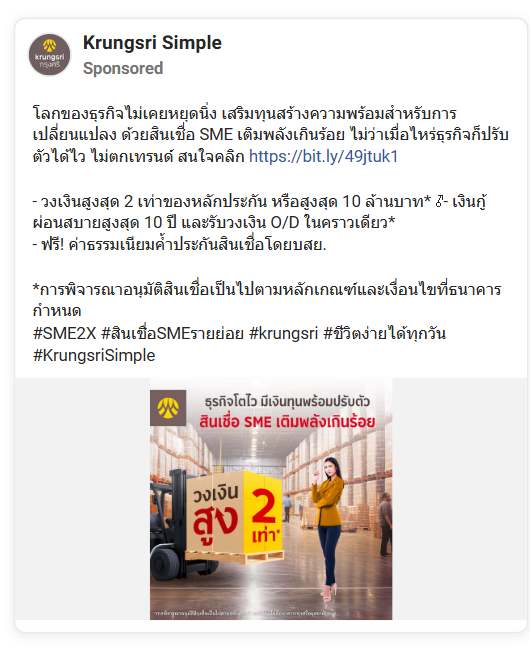 krungsri
กรุงศรี
Krungsri Simple
Sponsored
โลกของธุรกิจไม่เคยหยุดนิ่ง เสริมทุนสร้างความพร้อมสำหรับการ
เปลี่ยนแปลง ด้วยสินเชื่อ SME เติมพลังเกินร้อย ไม่ว่าเมื่อไหร่ธุรกิจก็ปรับ
ตัวได้ไว ไม่ตกเทรนด์ สนใจคลิก https://bit.ly/49jtuk1
- วงเงินสูงสุด 2 เท่าของหลักประกัน หรือสูงสุด 10 ล้านบาท* - เงินกู้
ผ่อนสบายสูงสุด 10 ปี และรับวงเงิน O/D ในคราวเดียว*
- ฟรี! ค่าธรรมเนียมค้ำประกันสินเชื่อโดยบสย.
*การพิจารณาอนุมัติสินเชื่อเป็นไปตามหลักเกณฑ์และเงื่อนไขที่ธนาคาร
กำหนด
#SME2X #สินเชื่อSMEรายย่อย #krungsri #ชีวิตง่ายได้ทุกวัน
#KrungsriSimple
ธุรกิจโตไว มีเงินทุนพร้อมปรับตัว
สินเชื่อ SME เติมพลังเกินร้อย
วงเงิน
สูง
2
เท่า*